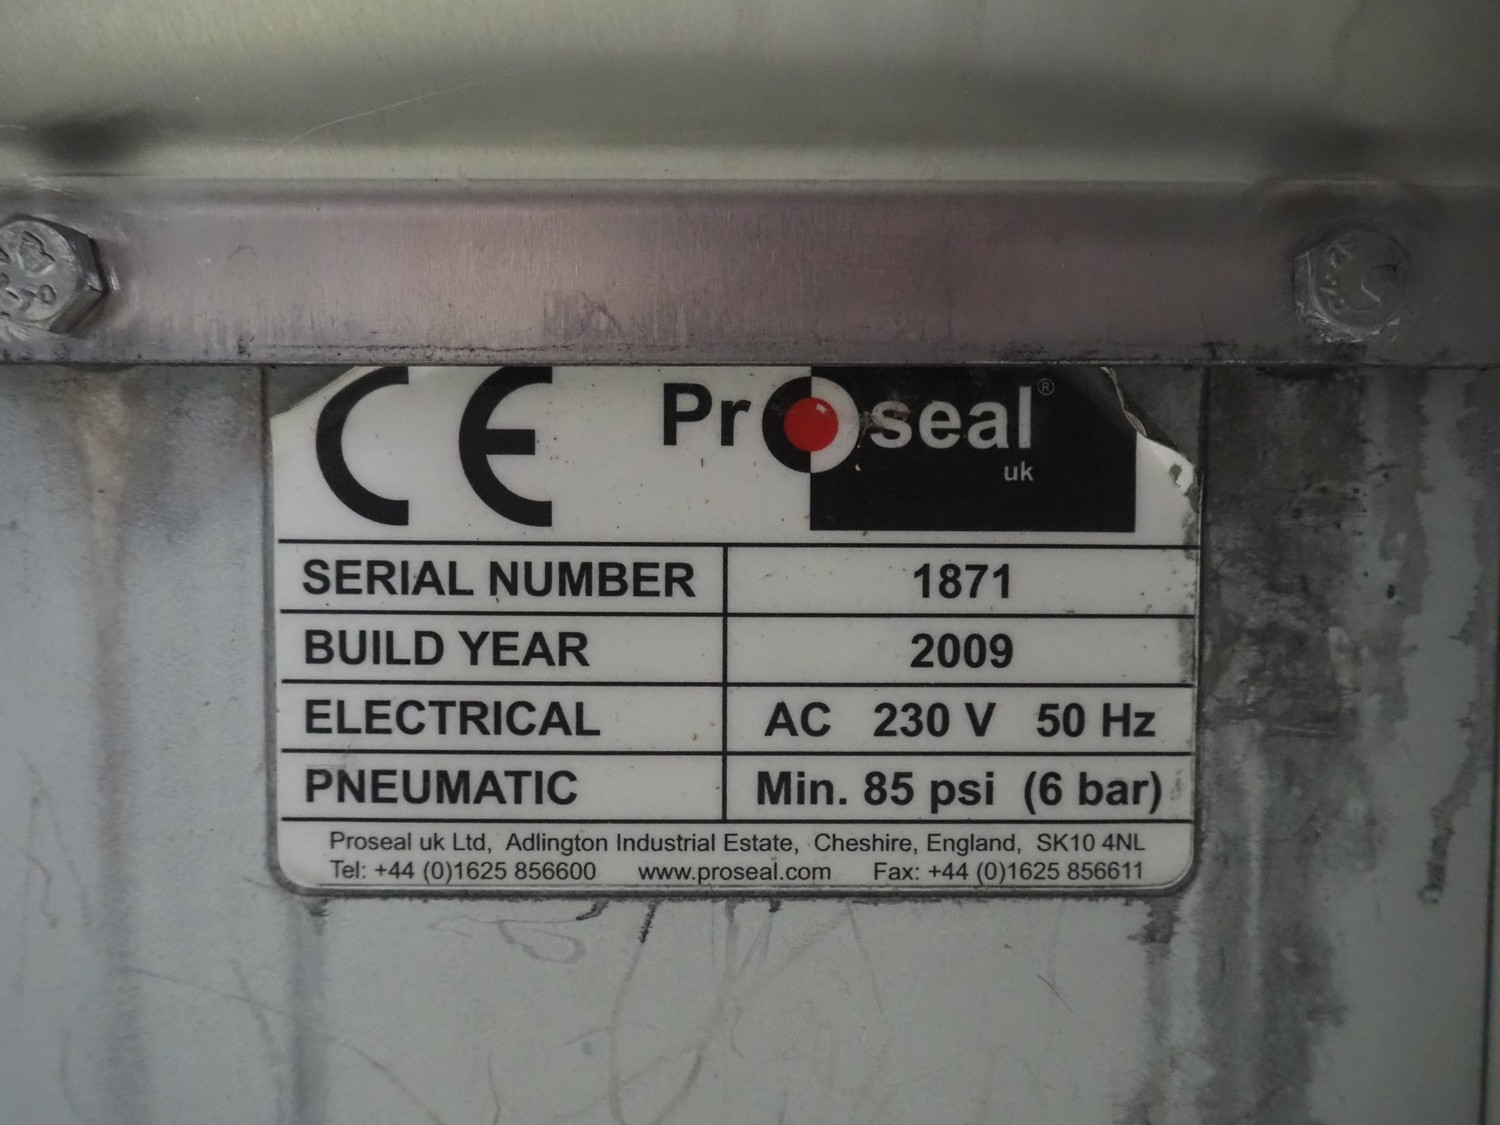 CE Proseal®
uk
SERIAL NUMBER 1871
BUILD YEAR 2009
ELECTRICAL AC 230 V 50 Hz
PNEUMATIC Min. 85 psi (6 bar)
Proseal uk Ltd, Adlington Industrial Estate, Cheshire, England, SK10 4NL
Tel: +44 (0)1625 856600 www.proseal.com Fax: +44 (0)1625 856611